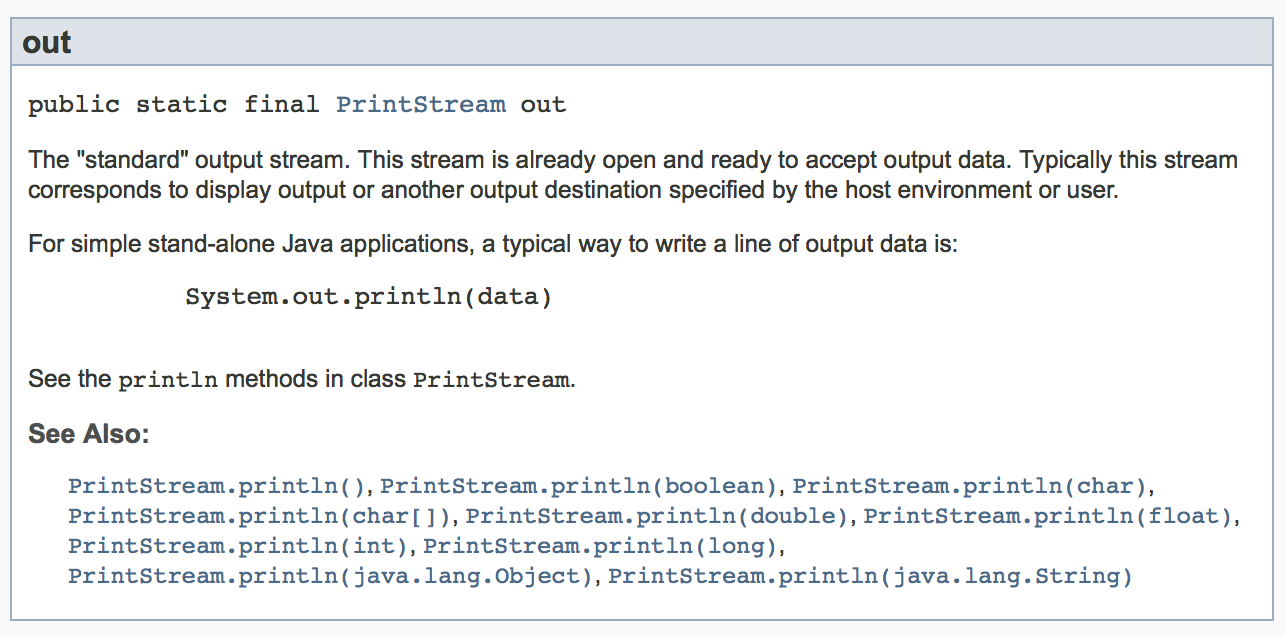 out
public static final PrintStream out
The "standard" output stream. This stream is already open and ready to accept output data. Typically this stream
corresponds to display output or another output destination specified by the host environment or user.
For simple stand-alone Java applications, a typical way to write a line of output data is:
System.out.println(data)
See the println methods in class PrintStream.
See Also:
PrintStream.println(), PrintStream.println(boolean), PrintStream.println(char),
PrintStream.println(char[]), PrintStream.println(double), PrintStream.println(float),
PrintStream.println(int), PrintStream.println(long),
PrintStream.println(java.lang.Object), PrintStream.println(java.lang.String)